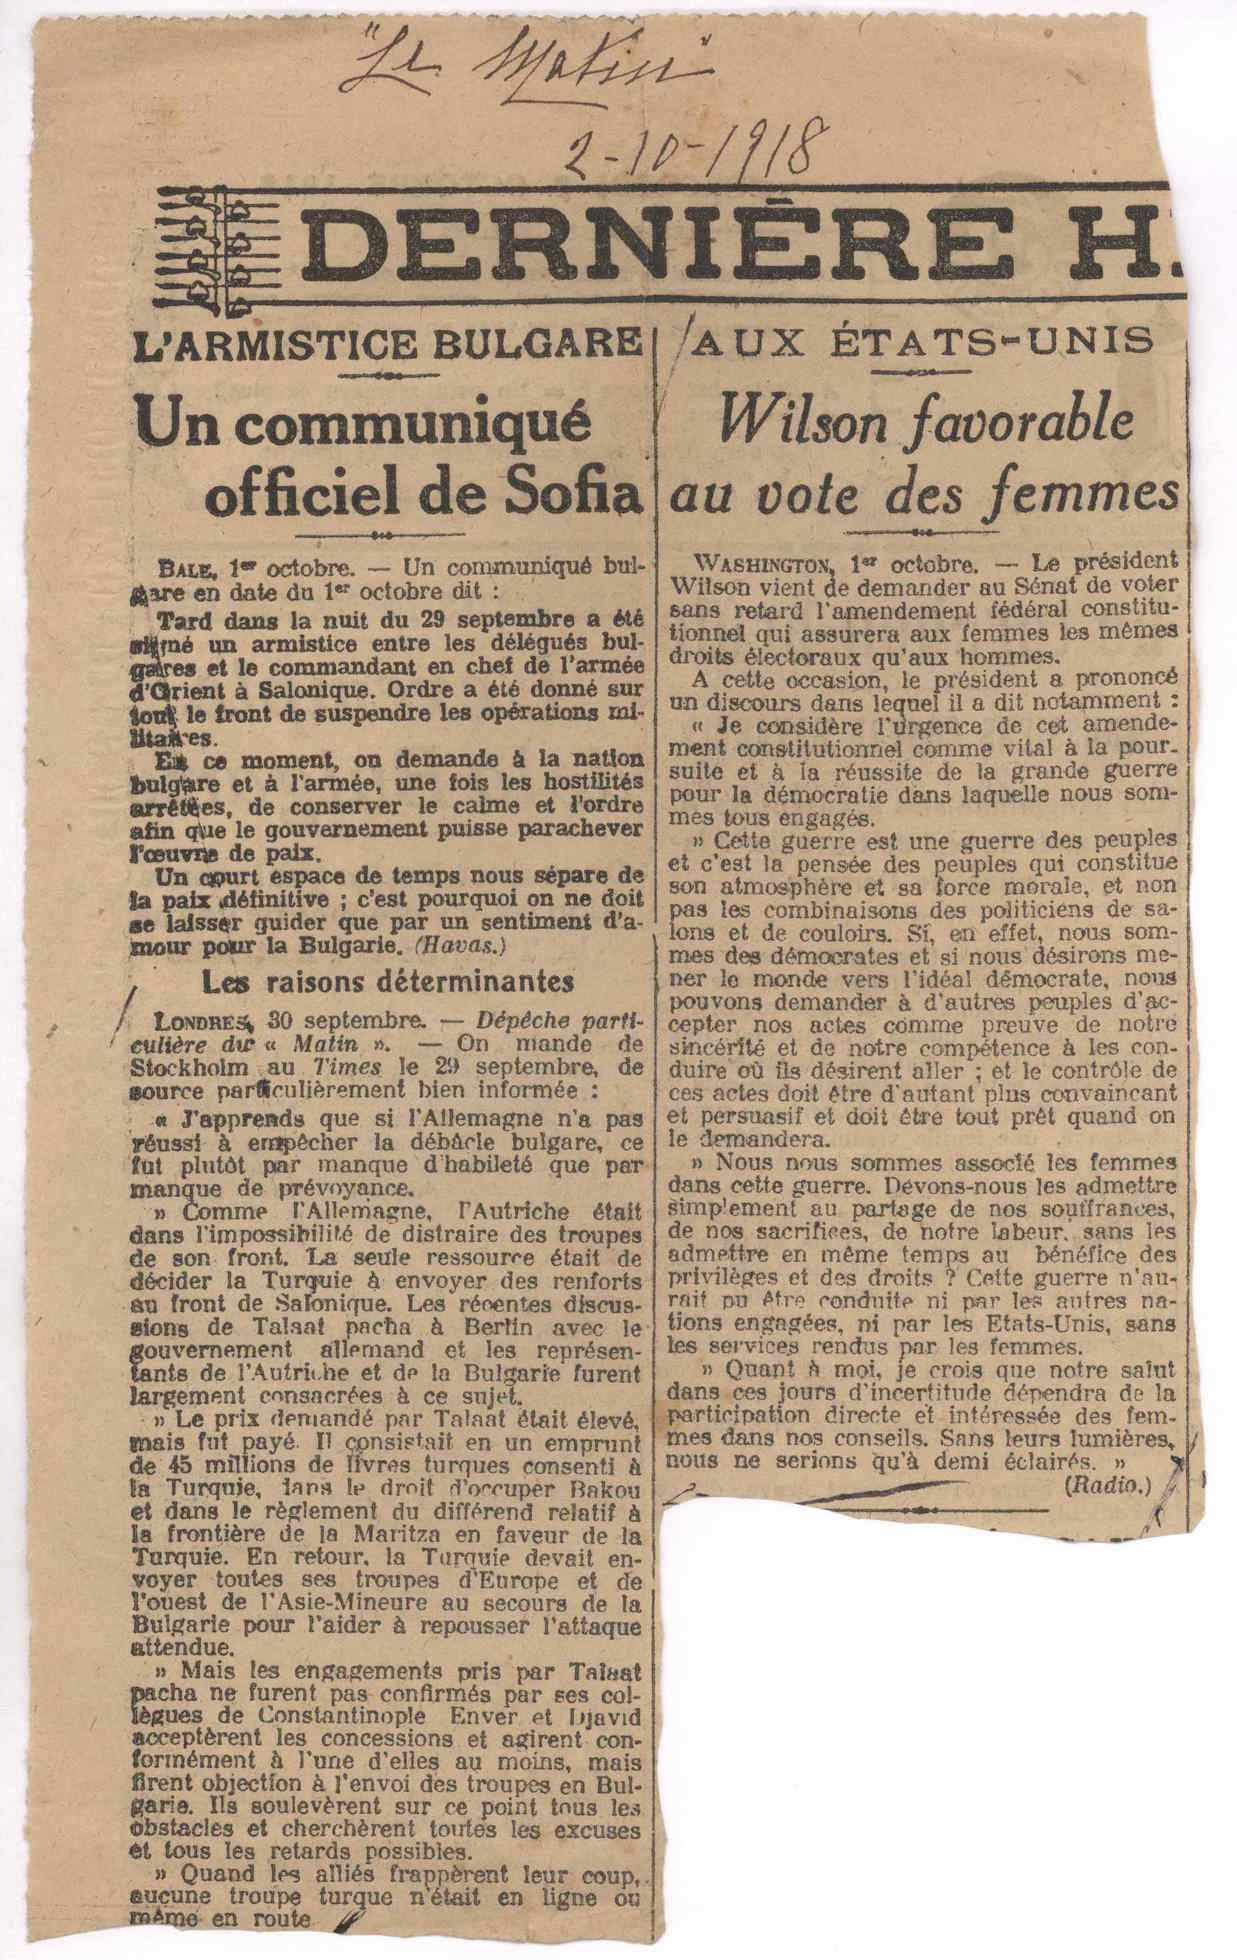 "Le Matin"
2-10-1918
DERNIÈRE H
L'ARMISTICE BULGARE
Un communiqué
officiel de Sofia
BALE, 1er octobre. — Un communiqué bul-
gare en date du 1er octobre dit :
Tard dans la nuit du 29 septembre a été
signé un armistice entre les délégués bul-
gares et le commandant en chef de l'armée
d'Orient à Salonique. Ordre a été donné sur
tout le front de suspendre les opérations mi-
litaires.
En ce moment, on demande à la nation
bulgare et à l'armée, une fois les hostilités
arrêtées, de conserver le calme et l'ordre
afin que le gouvernement puisse parachever
l'œuvre de paix.
Un court espace de temps nous sépare de
la paix définitive ; c'est pourquoi on ne doit
se laisser guider que par un sentiment d'a-
mour pour la Bulgarie. (Havas.)
Les raisons déterminantes
LONDRES, 30 septembre. — Dépêche parti-
culière du « Matin ». — On mande de
Stockholm au Times le 29 septembre, de
source particulièrement bien informée :
« J'apprends que si l'Allemagne n'a pas
réussi à empêcher la débâcle bulgare, ce
fut plutôt par manque d'habileté que par
manque de prévoyance.
» Comme l'Allemagne, l'Autriche était
dans l'impossibilité de distraire des troupes
de son front. La seule ressource était de
décider la Turquie à envoyer des renforts
au front de Salonique. Les récentes discus-
sions de Talaat pacha à Berlin avec le
gouvernement allemand et les représen-
tants de l'Autriche et de la Bulgarie furent
largement consacrées à ce sujet.
» Le prix demandé par Talaat était élevé,
mais fut payé. Il consistait en un emprunt
de 45 millions de livres turques consenti à
la Turquie, dans le droit d'occuper Bakou
et dans le règlement du différend relatif à
la frontière de la Maritza en faveur de la
Turquie. En retour, la Turquie devait en-
voyer toutes ses troupes d'Europe et de
l'ouest de l'Asie-Mineure au secours de la
Bulgarie pour l'aider à repousser l'attaque
attendue.
» Mais les engagements pris par Talaat
pacha ne furent pas confirmés par ses col-
lègues de Constantinople Enver et Djavid
acceptèrent les concessions et agirent con-
formément à l'une d'elles au moins, mais
firent objection à l'envoi des troupes en Bul-
garie. Ils soulevèrent sur ce point tous les
obstacles et cherchèrent toutes les excuses
et tous les retards possibles.
» Quand les alliés frappèrent leur coup,
aucune troupe turque n'était en ligne ou
même en route
AUX ÉTATS-UNIS
Wilson favorable
au vote des femmes
WASHINGTON, 1er octobre. — Le président
Wilson vient de demander au Sénat de voter
sans retard l'amendement fédéral constitu-
tionnel qui assurera aux femmes les mêmes
droits électoraux qu'aux hommes.
A cette occasion, le président a prononcé
un discours dans lequel il a dit notamment :
« Je considère l'urgence de cet amende-
ment constitutionnel comme vital à la pour-
suite et à la réussite de la grande guerre
pour la démocratie dans laquelle nous som-
mes tous engagés.
» Cette guerre est une guerre des peuples
et c'est la pensée des peuples qui constitue
son atmosphère et sa force morale, et non
pas les combinaisons des politiciens de sa-
lons et de couloirs. Si, en effet, nous som-
mes des démocrates et si nous désirons me-
ner le monde vers l'idéal démocrate, nous
pouvons demander à d'autres peuples d'ac-
cepter nos actes comme preuve de notre
sincérité et de notre compétence à les con-
duire où ils désirent aller ; et le contrôle de
ces actes doit être d'autant plus convaincant
et persuasif et doit être tout prêt quand on
le demandera.
» Nous nous sommes associé les femmes
dans cette guerre. Devons-nous les admettre
simplement au partage de nos souffrances,
de nos sacrifices, de notre labeur, sans les
admettre en même temps au bénéfice des
privilèges et des droits ? Cette guerre n'au-
rait pu être conduite ni par les autres na-
tions engagées, ni par les Etats-Unis, sans
les services rendus par les femmes.
» Quant à moi, je crois que notre salut
dans ces jours d'incertitude dépendra de la
participation directe et intéressée des fem-
mes dans nos conseils. Sans leurs lumières,
nous ne serions qu'à demi éclairés. »
(Radio.)